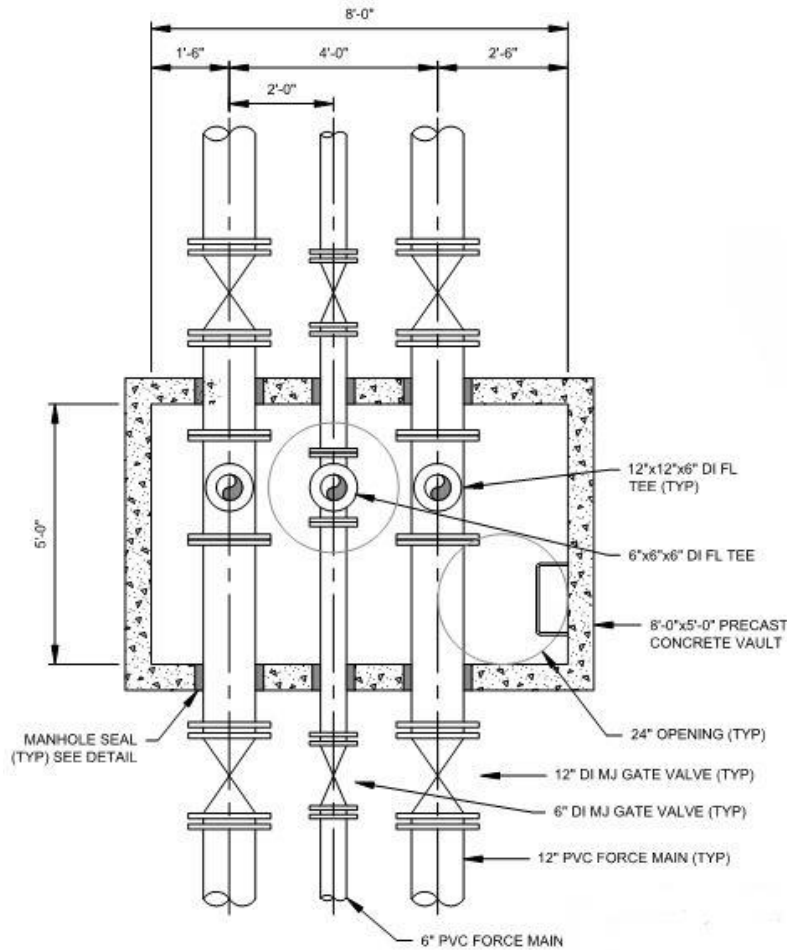 8'-0"
1'-6"
4'-0"
2'-6"
2'-0"
5'-0"
12"x12"x6" DI FL
TEE (TYP)
6"x6"x6" DI FL TEE
8'-0"x5'-0" PRECAST
CONCRETE VAULT
MANHOLE SEAL
(TYP) SEE DETAIL
24" OPENING (TYP)
12" DI MJ GATE VALVE (TYP)
6" DI MJ GATE VALVE (TYP)
12" PVC FORCE MAIN (TYP)
6" PVC FORCE MAIN